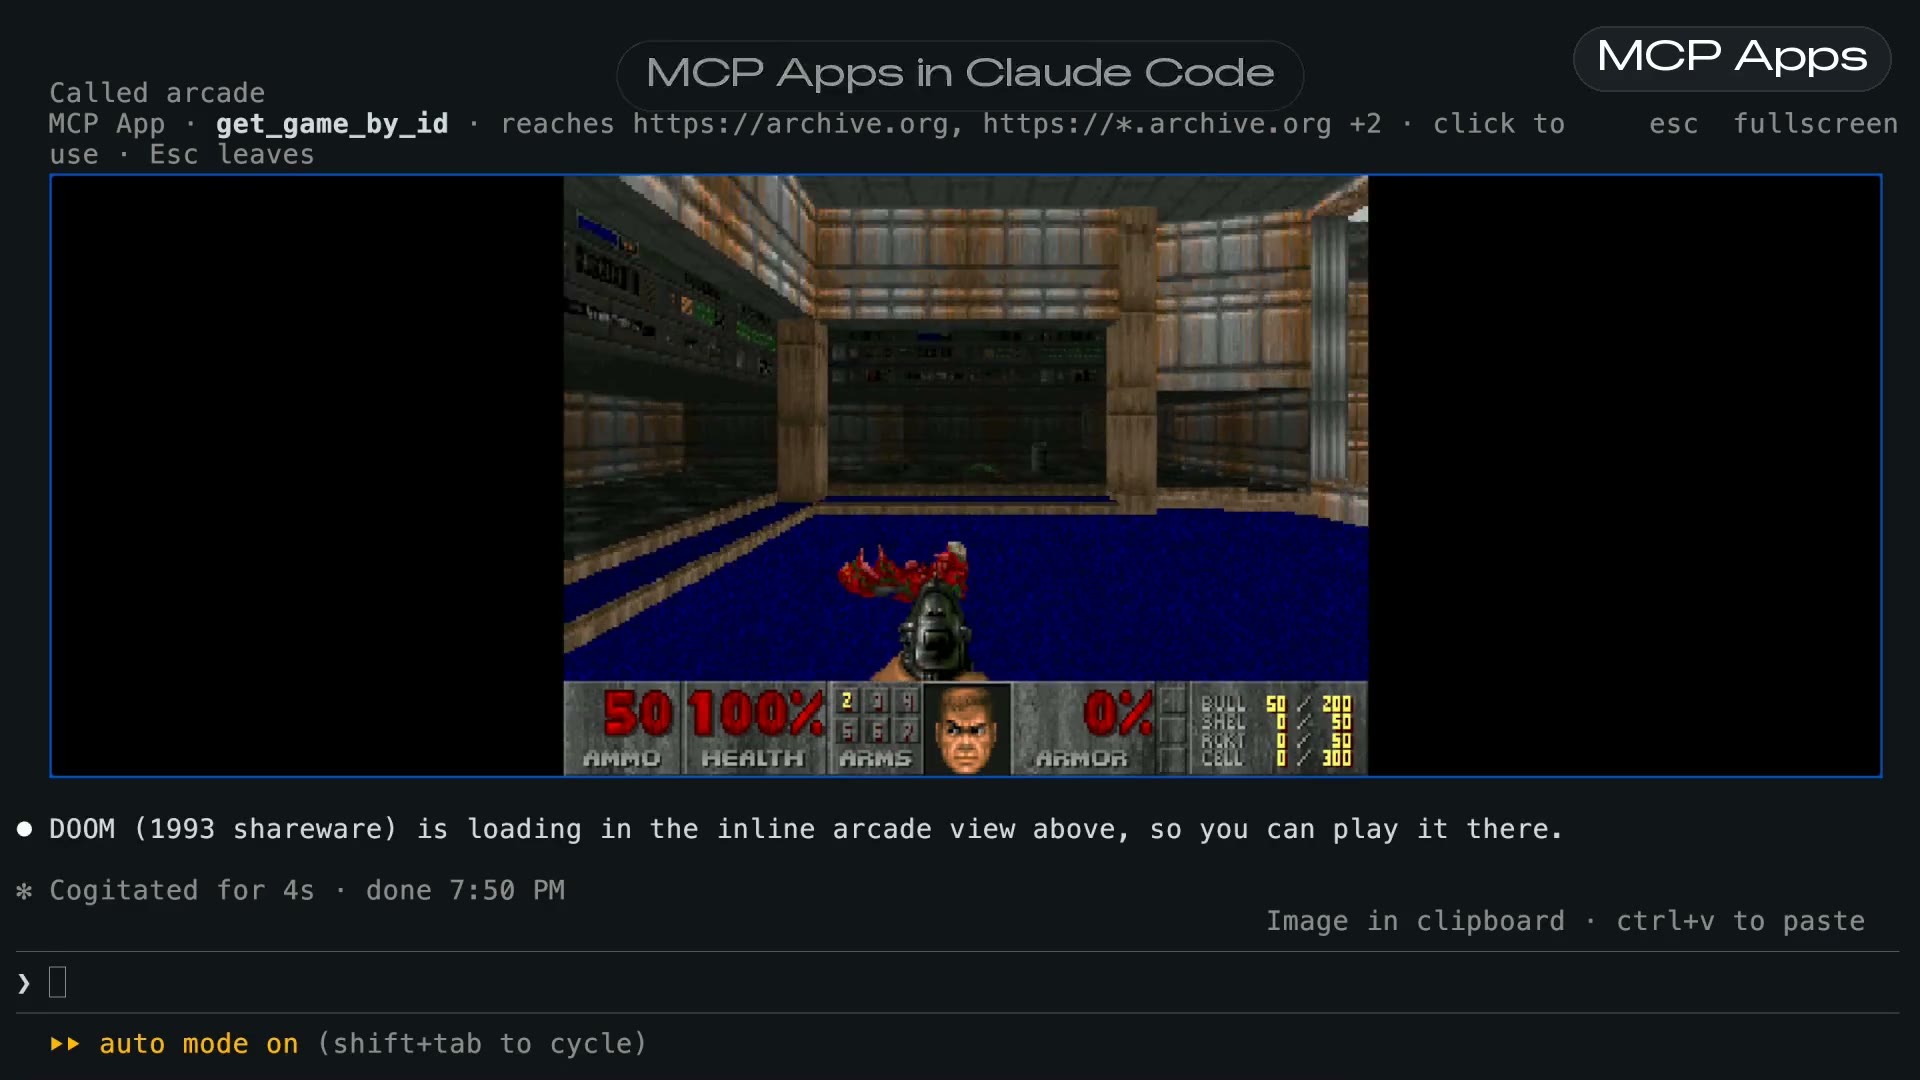 MCP Apps
MCP Apps in Claude Code
Called arcade
MCP App · get_game_by_id · reaches https://archive.org, https://*.archive.org +2 · click to esc fullscreen
use · Esc leaves
50 100% 2 3 4 0% BULL 50 / 200
5 6 7 SHEL 0 / 50
RCKT 0 / 50
AMMO HEALTH ARMS ARMOR CELL 0 / 300
● DOOM (1993 shareware) is loading in the inline arcade view above, so you can play it there.
✻ Cogitated for 4s · done 7:50 PM
Image in clipboard · ctrl+v to paste
❯
⏵⏵ auto mode on (shift+tab to cycle)